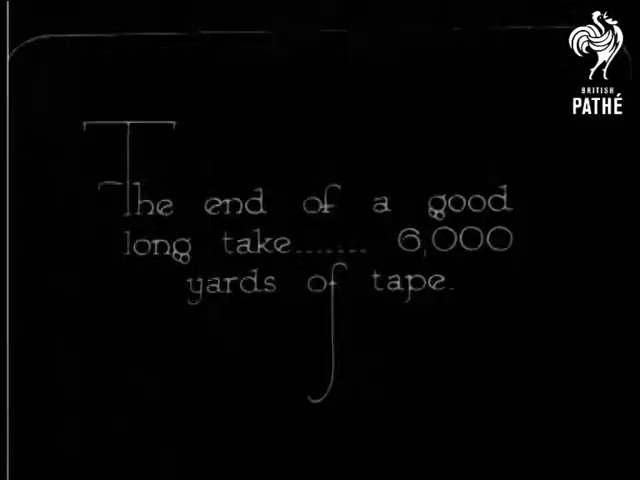 BRITISH
PATHÉ
The end of a good
long take....... 6,000
yards of tape.